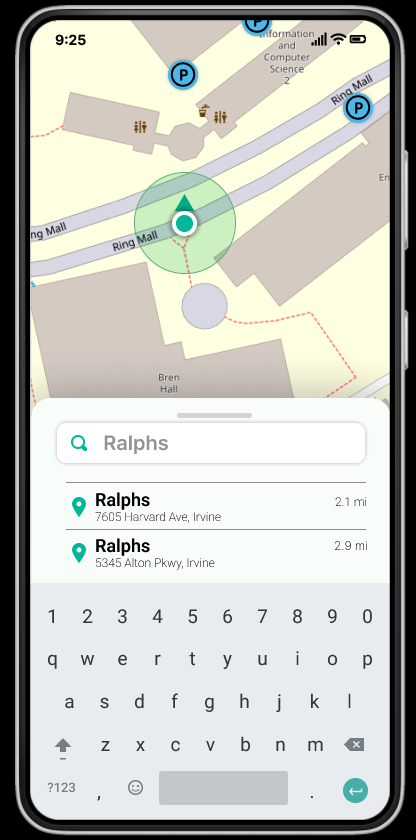 9:25
P
Information
and
Computer
Science
2
P
Ring Mall
P
En
ng Mall
Ring Mall
Bren
Hall
Ralphs
Ralphs
2.1 mi
7605 Harvard Ave, Irvine
Ralphs
2.9 mi
5345 Alton Pkwy, Irvine
1 2 3 4 5 6 7 8 9 0
q w e r t y u i o p
a s d f g h j k l
z x c v b n m
?123 , .